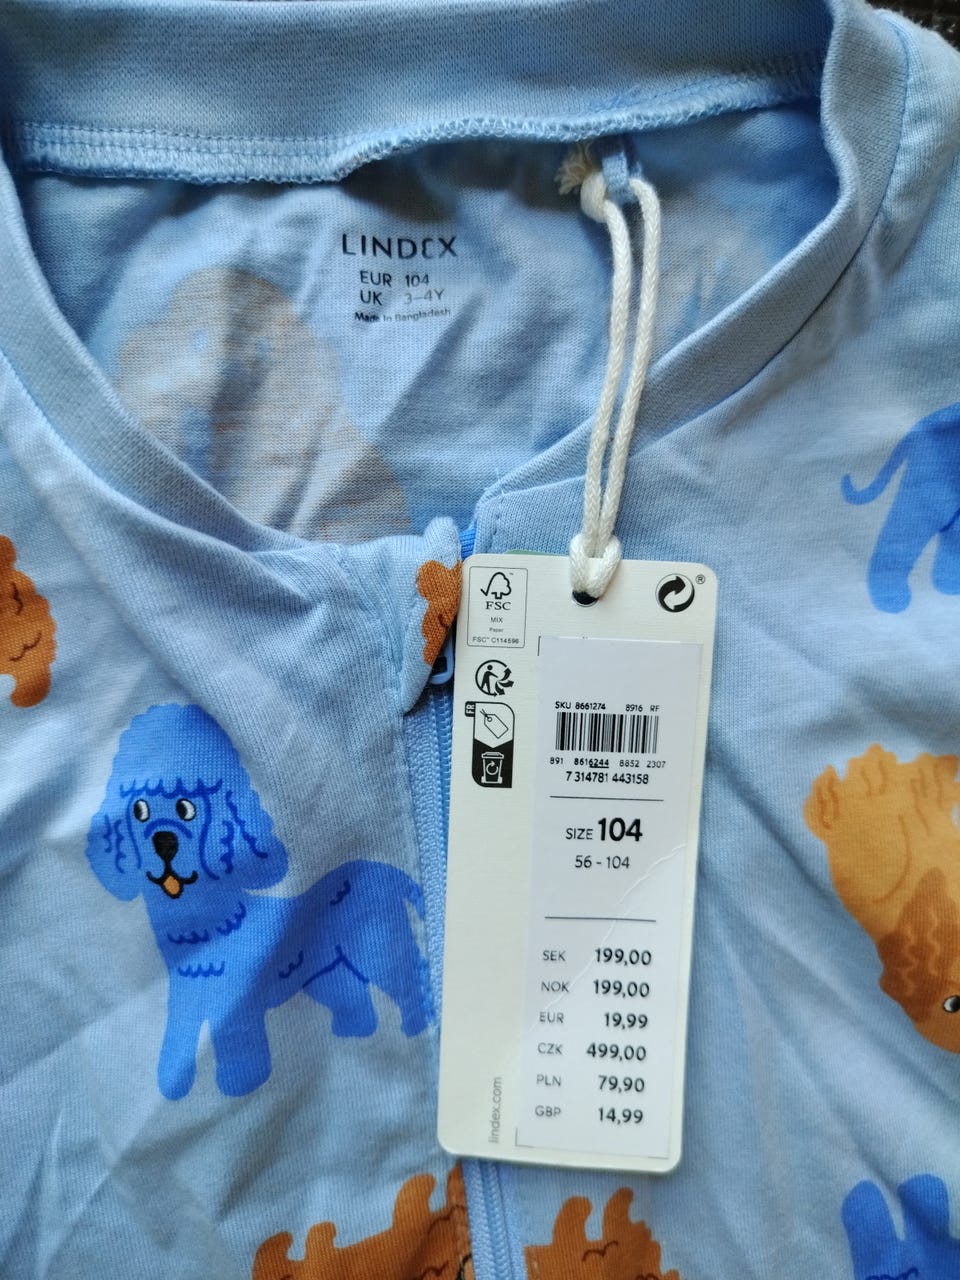 LINDEX
EUR 104
UK 3-4Y
Made In Bangladesh
FSC
MIX
Paper
FSC™ C114596
®
FR
SKU 8661274 8916 RF
891 8616244 8852 2307
7 314781 443158
SIZE 104
56 - 104
SEK 199,00
NOK 199,00
EUR 19,99
CZK 499,00
PLN 79,90
GBP 14,99
lindex.com